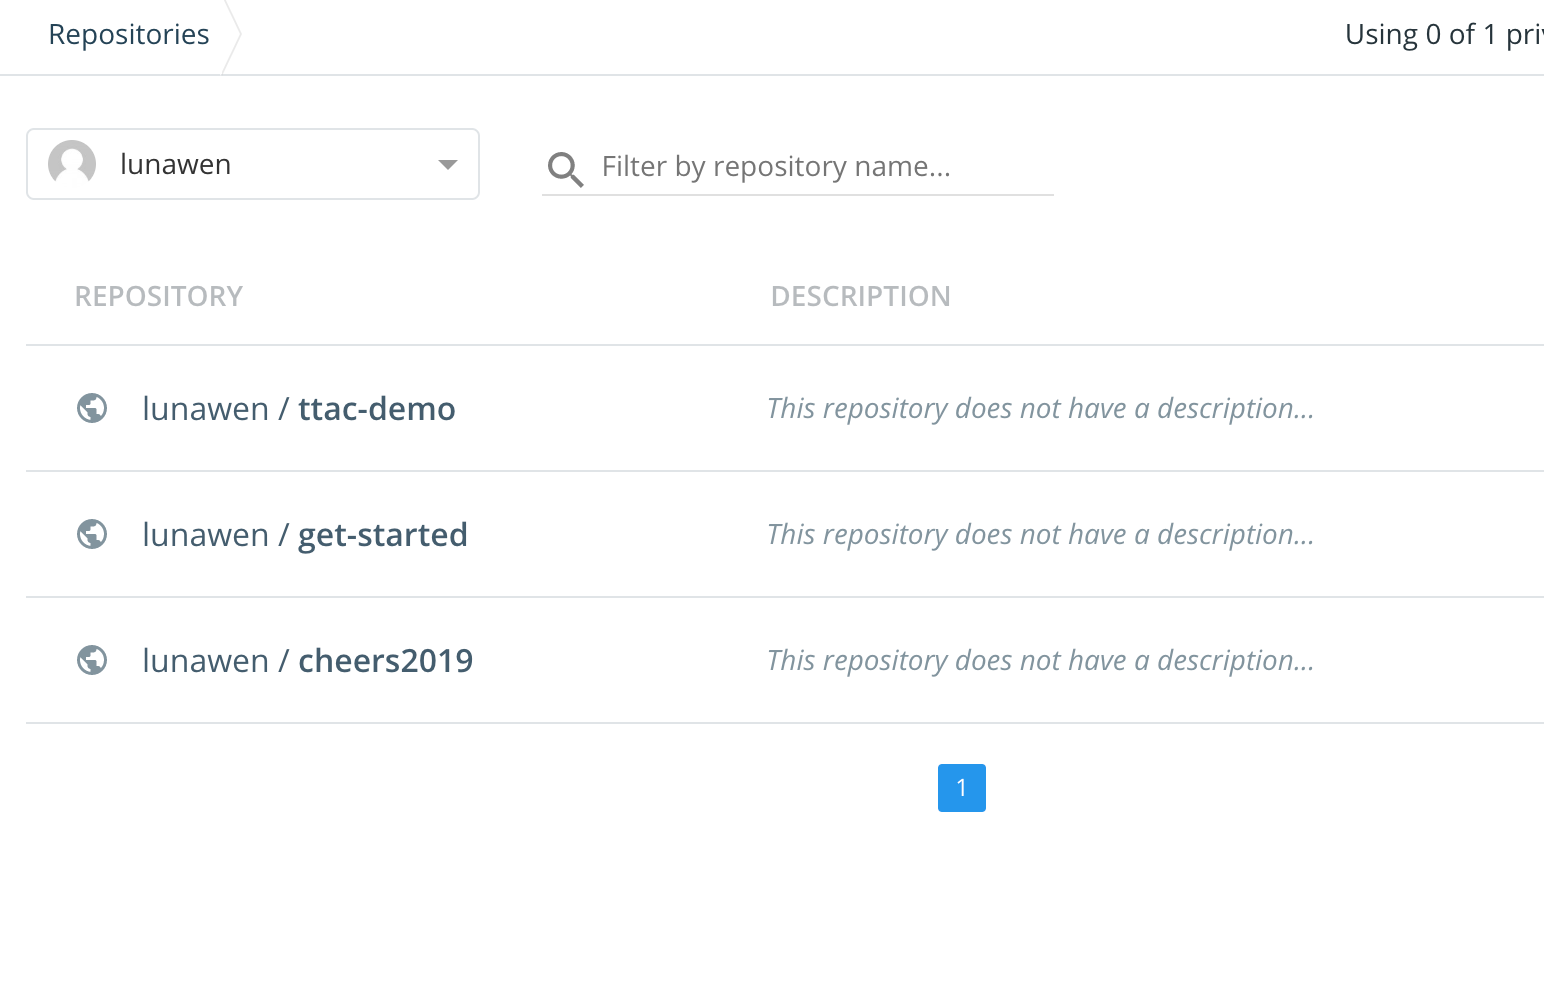 Repositories
Using 0 of 1
lunawen
Filter by repository name...
REPOSITORY DESCRIPTION
lunawen / ttac-demo This repository does not have a description...
lunawen / get-started This repository does not have a description...
lunawen / cheers2019 This repository does not have a description...
1